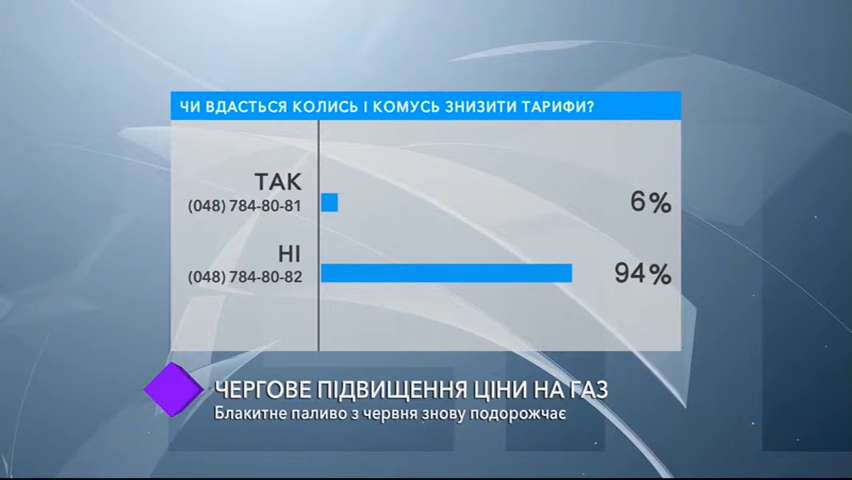 ЧИ ВДАСТЬСЯ КОЛИСЬ І КОМУСЬ ЗНИЗИТИ ТАРИФИ?
ТАК
(048) 784-80-81
6%
НІ
(048) 784-80-82
94%
ЧЕРГОВЕ ПІДВИЩЕННЯ ЦІНИ НА ГАЗ
Блакитне паливо з червня знову подорожчає